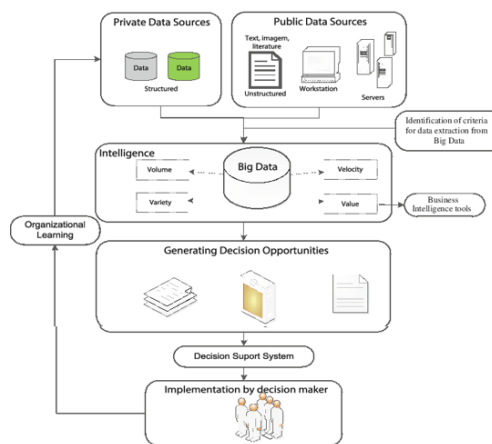 Private Data Sources
Data
Data
Structured
Public Data Sources
Text, imagem,
literature
Unstructured
Workstation
Servers
Identification of criteria
for data extraction from
Big Data
Intelligence
Volume
Big Data
Velocity
Variety
Value
Business
Intelligence tools
Organizational
Learning
Generating Decision Opportunities
Decision Suport System
Implementation by decision maker